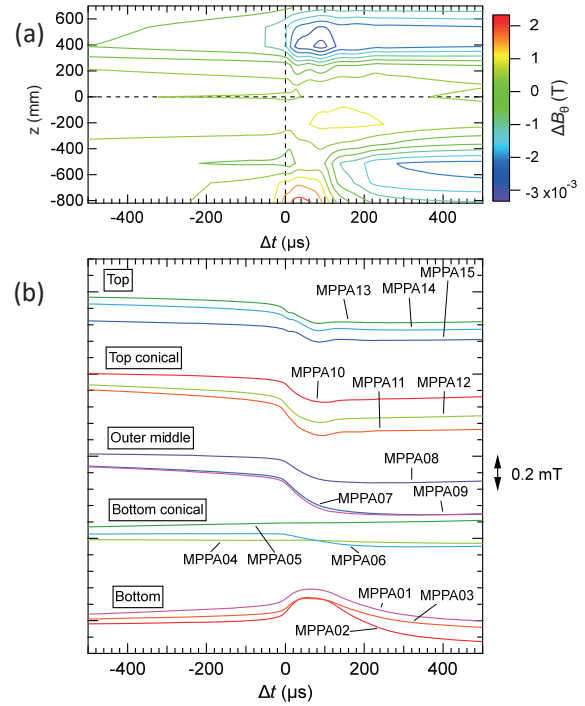 (a)
z (mm)
600
400
200
0
-200
-400
-600
-800
-400
-200
0
200
400
Δt (µs)
2
1
0
-1
-2
-3 x10⁻³
ΔBθ (T)
(b)
Top
MPPA13
MPPA14
MPPA15
Top conical
MPPA10
MPPA11
MPPA12
Outer middle
MPPA08
MPPA07
MPPA09
0.2 mT
Bottom conical
MPPA04
MPPA05
MPPA06
Bottom
MPPA01
MPPA03
MPPA02
-400
-200
0
200
400
Δt (µs)